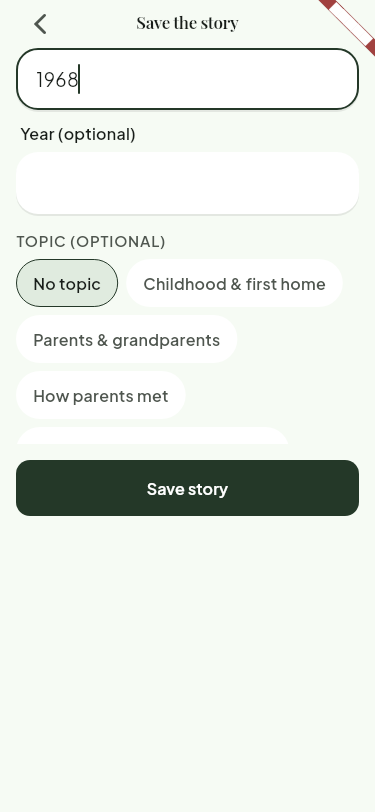 Save the story
1968
Year (optional)
TOPIC (OPTIONAL)
No topic
Childhood & first home
Parents & grandparents
How parents met
Save story